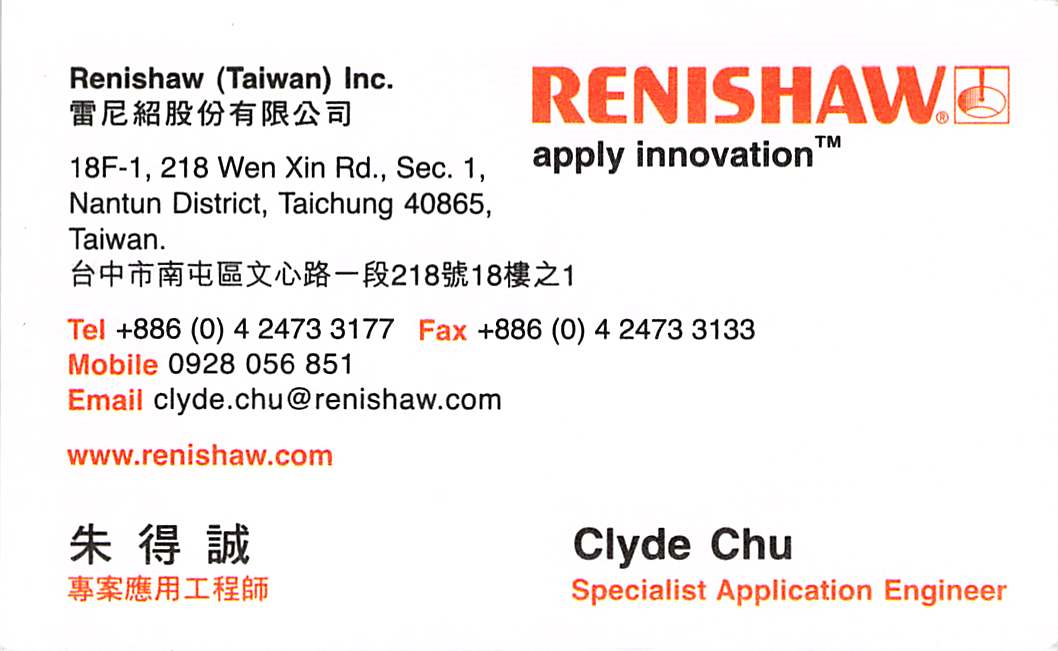 Renishaw (Taiwan) Inc.
雷尼紹股份有限公司
18F-1, 218 Wen Xin Rd., Sec. 1,
Nantun District, Taichung 40865,
Taiwan.
台中市南屯區文心路一段218號18樓之1
RENISHAW®
apply innovation™
Tel +886 (0) 4 2473 3177 Fax +886 (0) 4 2473 3133
Mobile 0928 056 851
Email clyde.chu@renishaw.com
www.renishaw.com
朱得誠
專案應用工程師
Clyde Chu
Specialist Application Engineer